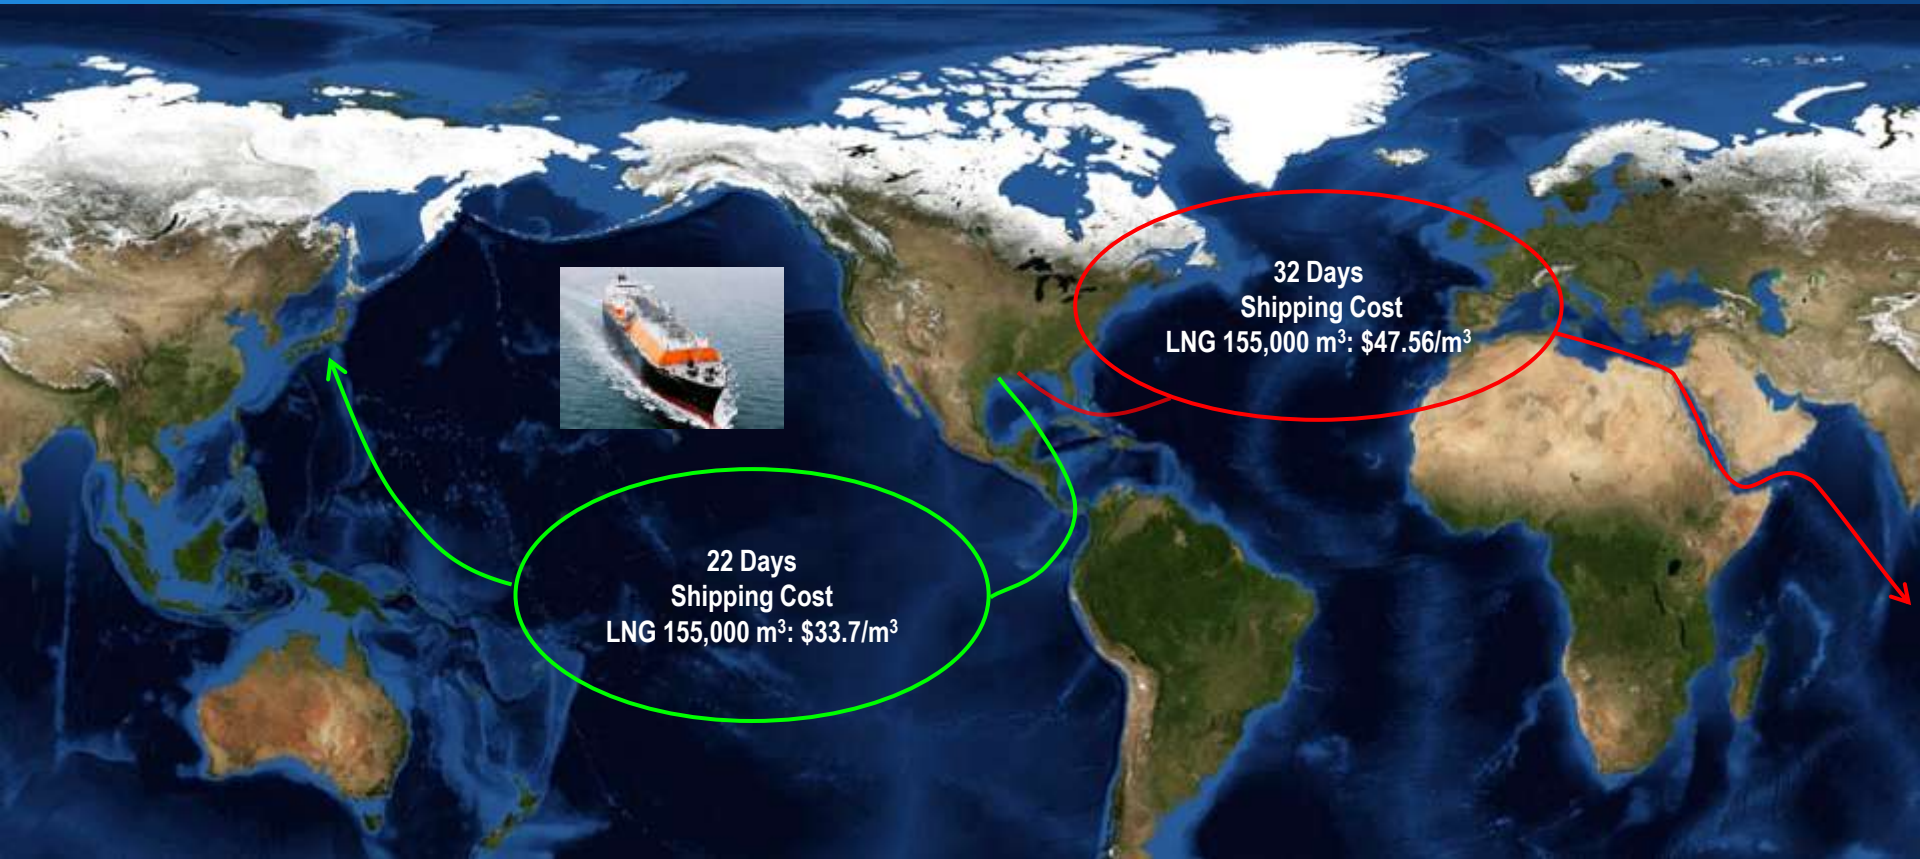 32 Days
Shipping Cost
LNG 155,000 m³: $47.56/m³
22 Days
Shipping Cost
LNG 155,000 m³: $33.7/m³